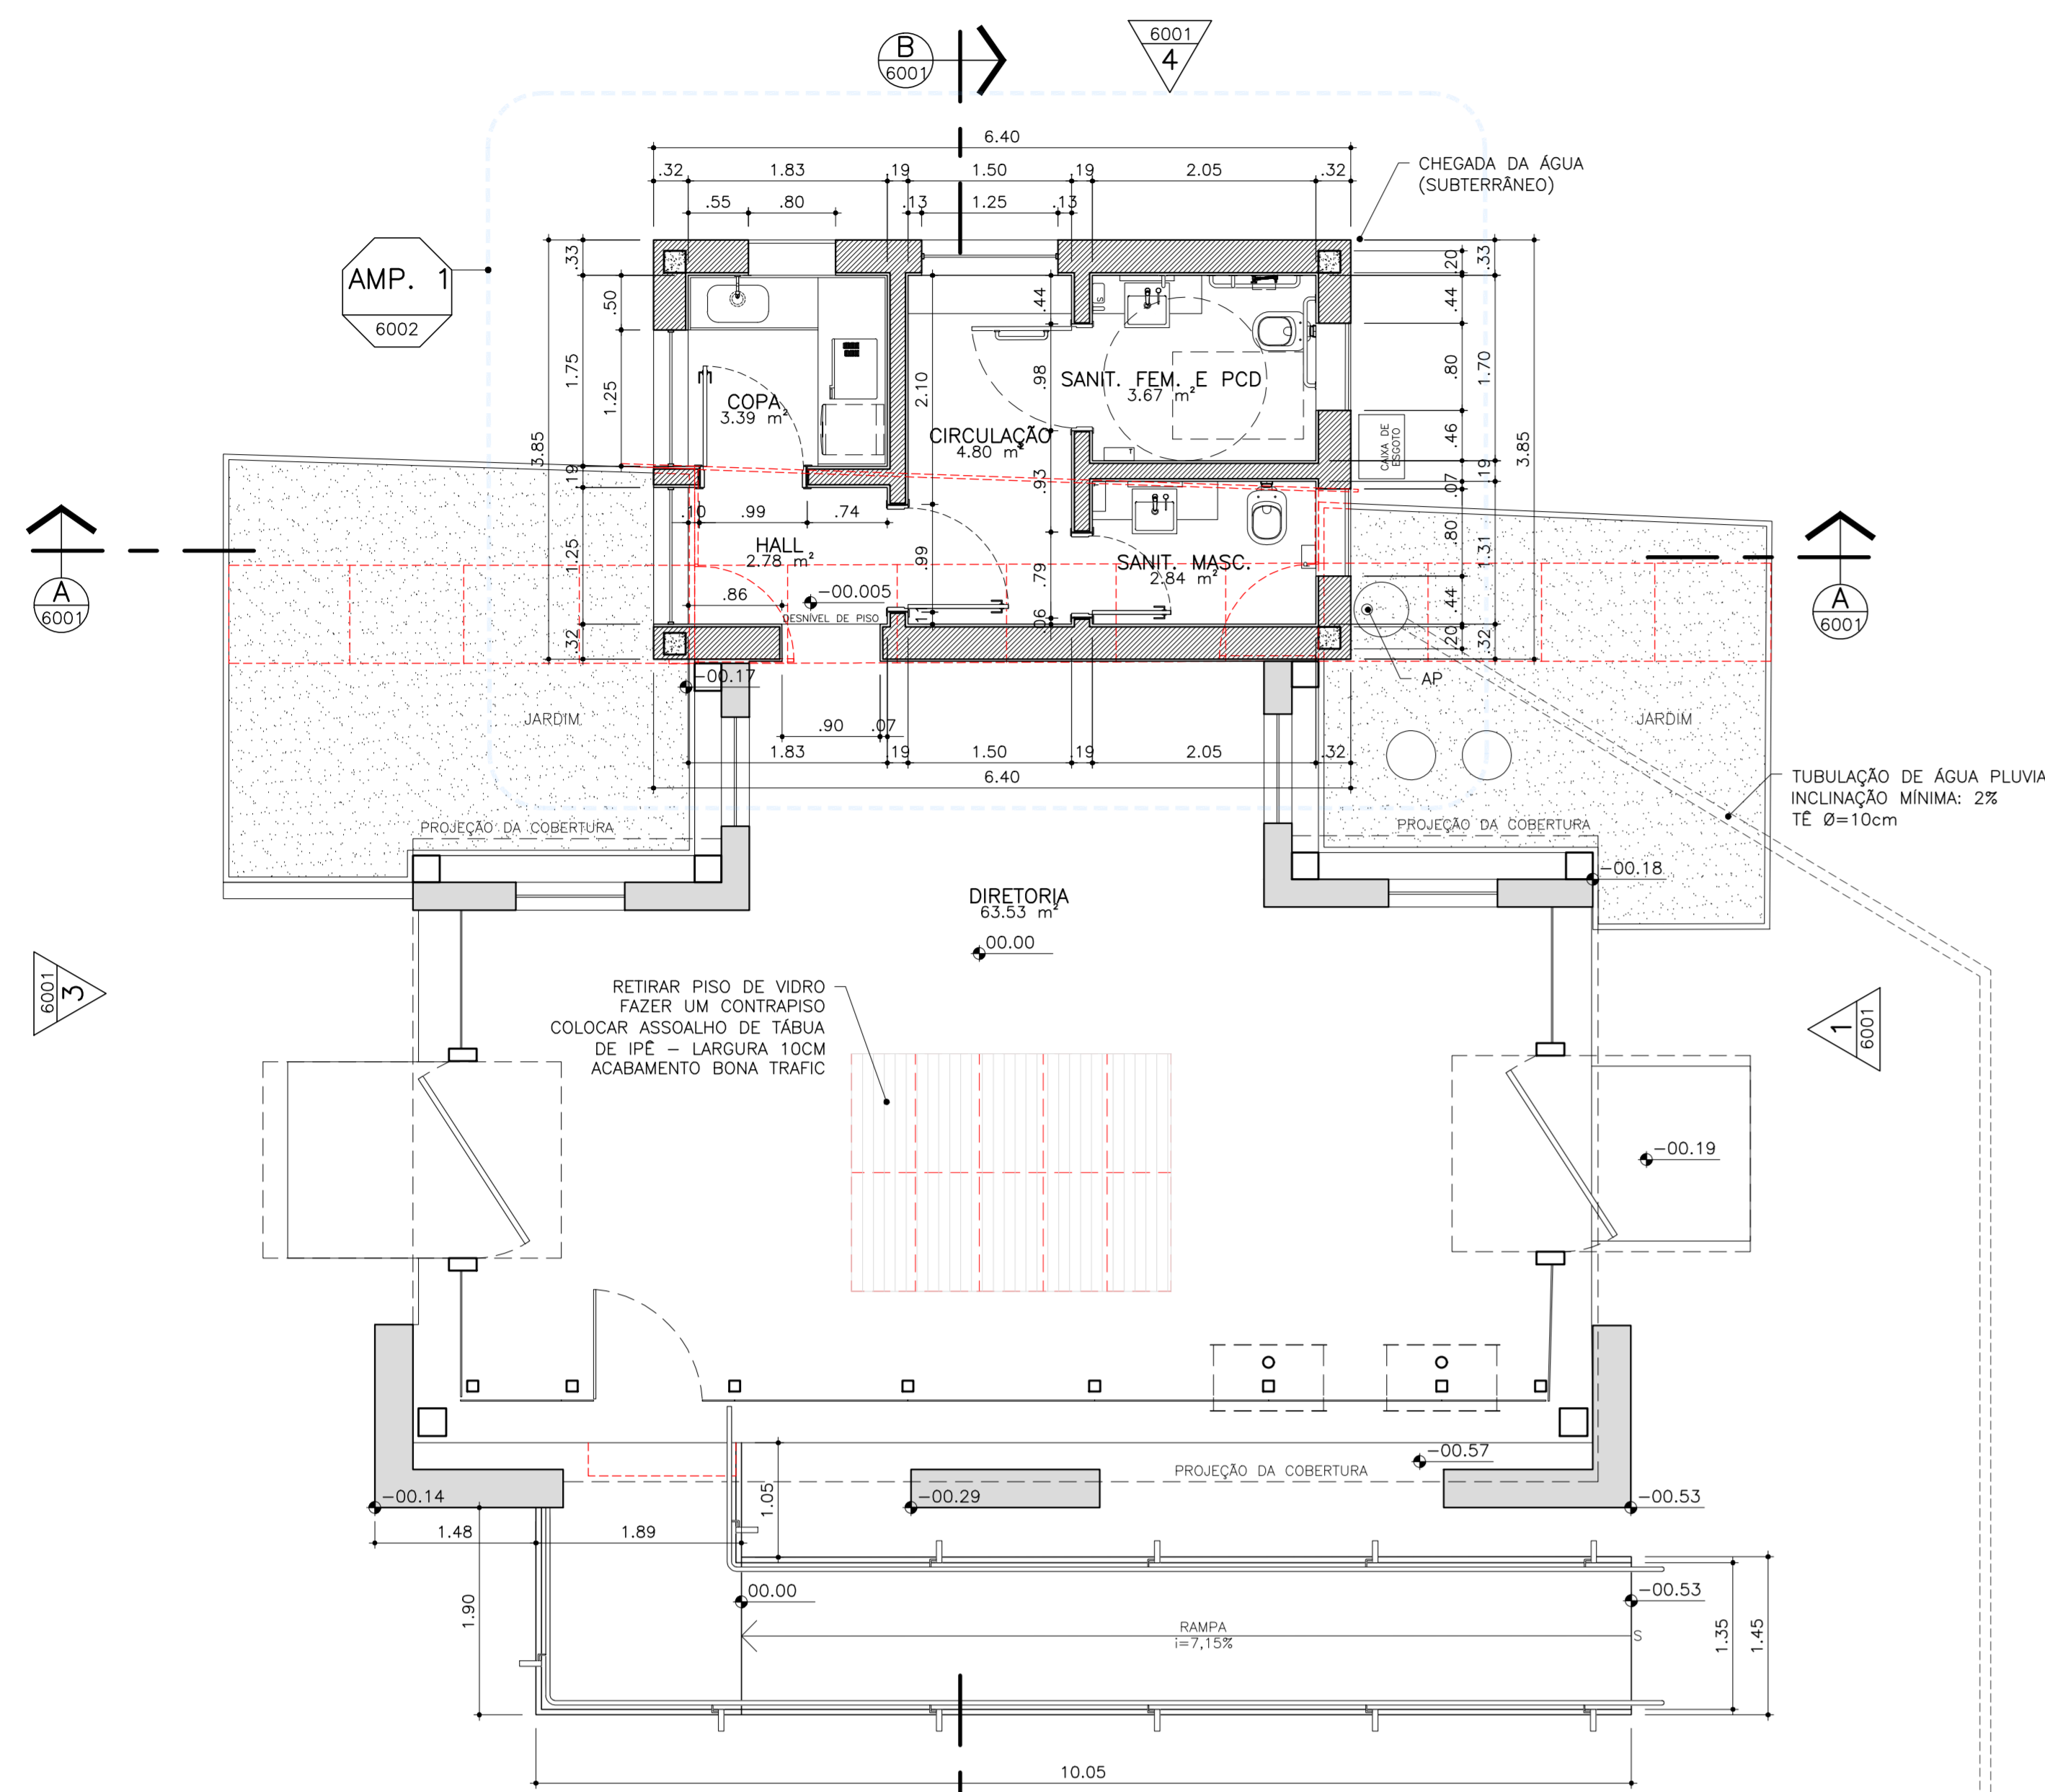 B
6001
6001
4
6.40
.32
1.83
.19
1.50
.19
2.05
.32
.55
.80
.13
1.25
.13
CHEGADA DA ÁGUA
(SUBTERRÂNEO)
AMP. 1
6002
3.85
.33
1.75
.19
1.25
.32
.50
1.25
2.10
.99
.11
.44
.98
.93
.79
.06
.20
.44
.80
.46
.07
.80
.44
.20
.33
1.70
.19
1.31
.32
3.85
COPA
3.39 m²
SANIT. FEM. E PCD
3.67 m²
CIRCULAÇÃO
4.80 m²
CAIXA DE
ESGOTO
.10
.99
.74
HALL
2.78 m²
SANIT. MASC.
2.84 m²
.86
-00.005
DESNÍVEL DE PISO
A
6001
A
6001
-00.17
AP
JARDIM
JARDIM
.90
.07
1.83
.19
1.50
.19
2.05
.32
6.40
TUBULAÇÃO DE ÁGUA PLUVIA
INCLINAÇÃO MÍNIMA: 2%
TÊ Ø=10cm
PROJEÇÃO DA COBERTURA
PROJEÇÃO DA COBERTURA
-00.18
DIRETORIA
63.53 m²
00.00
6001
3
RETIRAR PISO DE VIDRO
FAZER UM CONTRAPISO
COLOCAR ASSOALHO DE TÁBUA
DE IPÊ – LARGURA 10CM
ACABAMENTO BONA TRAFIC
1
6001
-00.19
-00.57
PROJEÇÃO DA COBERTURA
-00.14
-00.29
-00.53
1.05
1.48
1.89
1.90
00.00
-00.53
RAMPA
i=7,15%
S
1.35
1.45
10.05